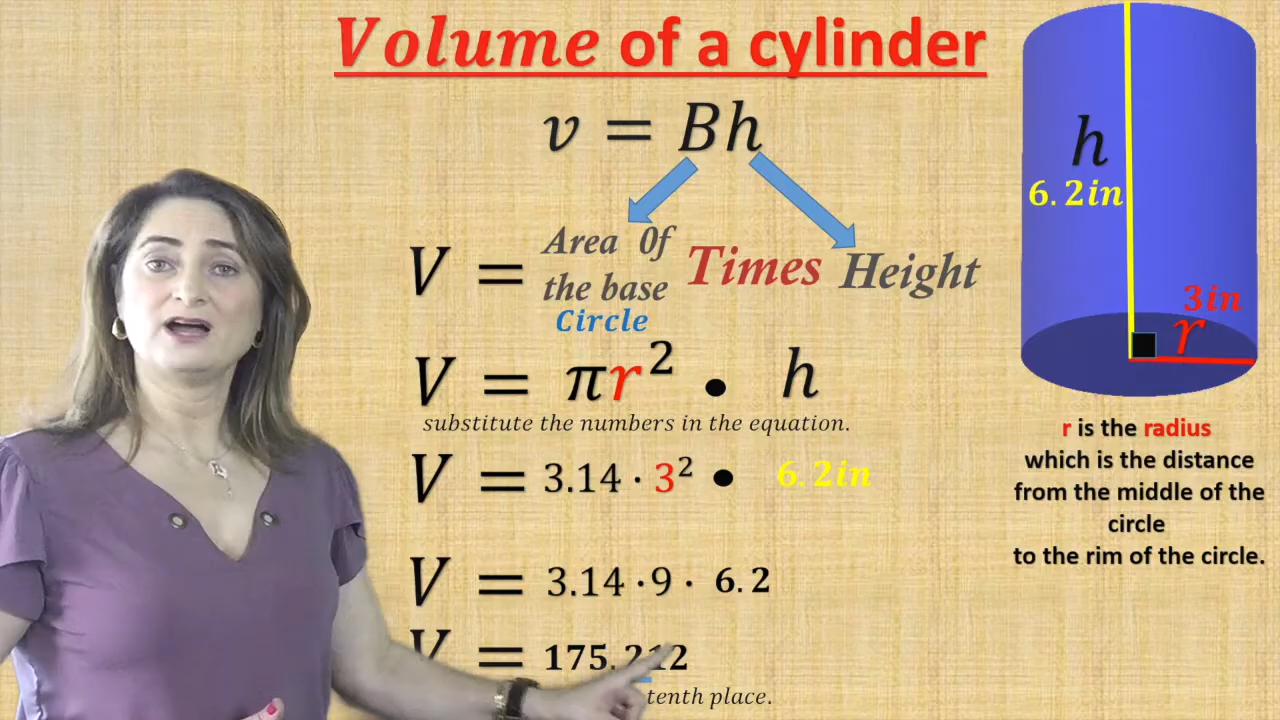 Volume of a cylinder
v = Bh
h
6.2in
V = Area 0f the base Times Height
Circle
3in
r
V = πr² • h
substitute the numbers in the equation.
r is the radius
which is the distance
from the middle of the
circle
to the rim of the circle.
V = 3.14 · 3² • 6.2in
V = 3.14 · 9 · 6.2
V = 175.212
tenth place.